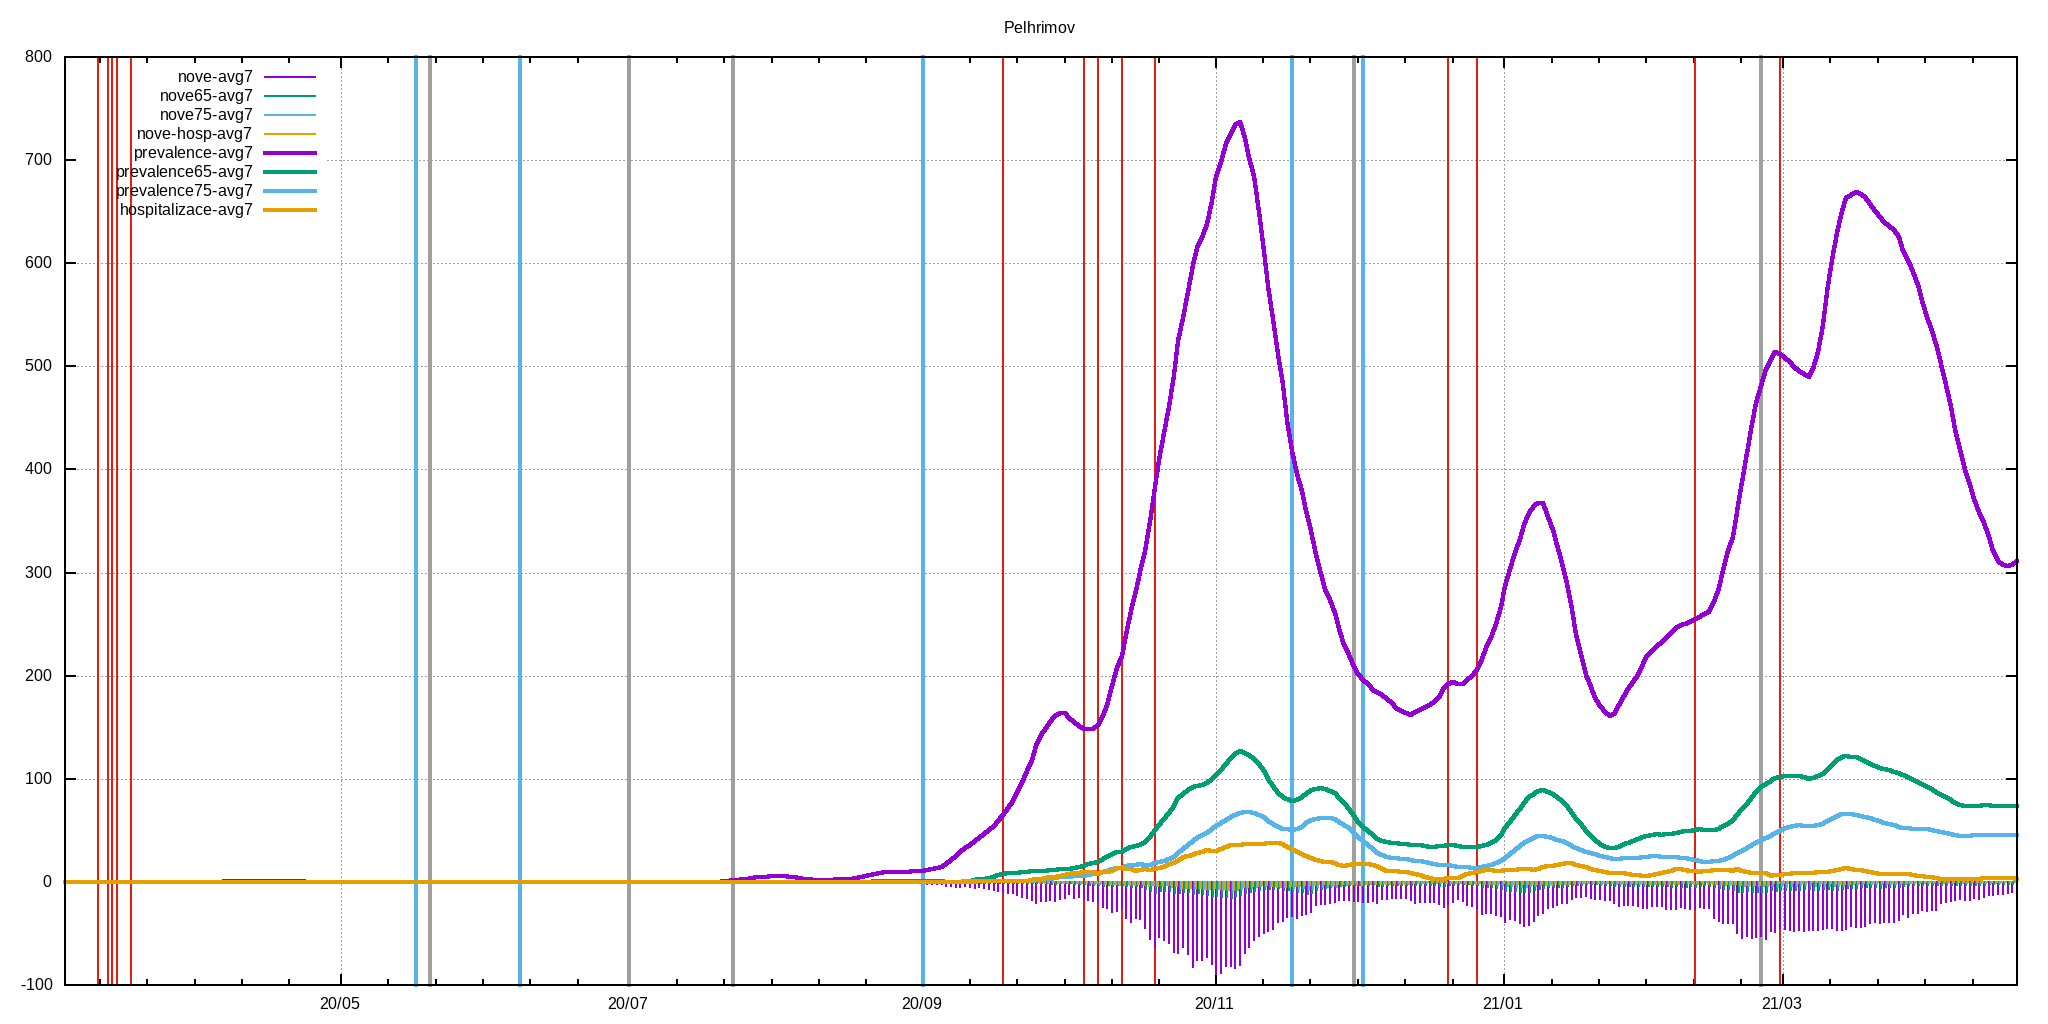 Pelhrimov
800
700
600
500
400
300
200
100
0
-100
nove-avg7
nove65-avg7
nove75-avg7
nove-hosp-avg7
prevalence-avg7
prevalence65-avg7
prevalence75-avg7
hospitalizace-avg7
20/05 20/07 20/09 20/11 21/01 21/03